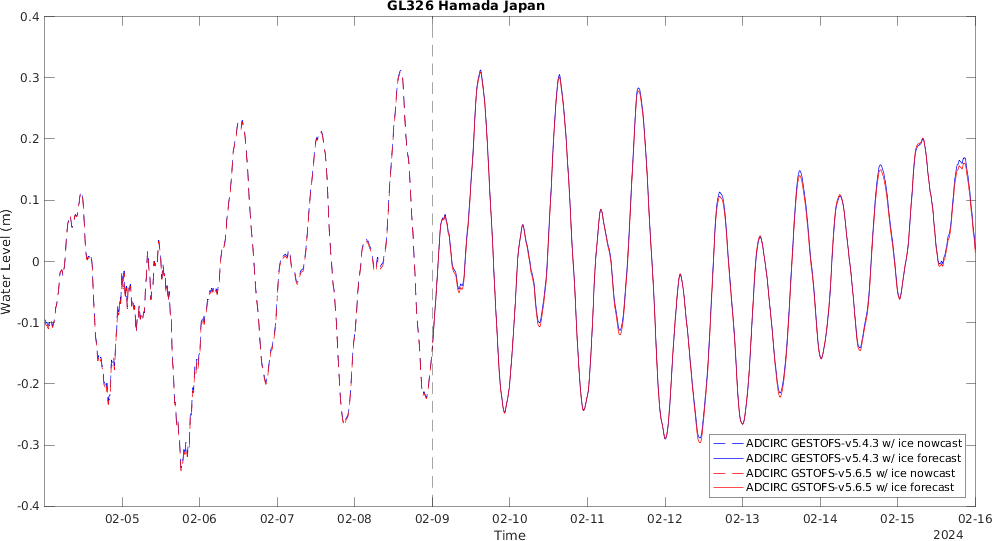 GL326 Hamada Japan
0.4
0.3
0.2
0.1
0
-0.1
-0.2
-0.3
-0.4
Water Level (m)
ADCIRC GESTOFS-v5.4.3 w/ ice nowcast
ADCIRC GESTOFS-v5.4.3 w/ ice forecast
ADCIRC GSTOFS-v5.6.5 w/ ice nowcast
ADCIRC GSTOFS-v5.6.5 w/ ice forecast
02-05 02-06 02-07 02-08 02-09 02-10 02-11 02-12 02-13 02-14 02-15 02-16
Time
2024